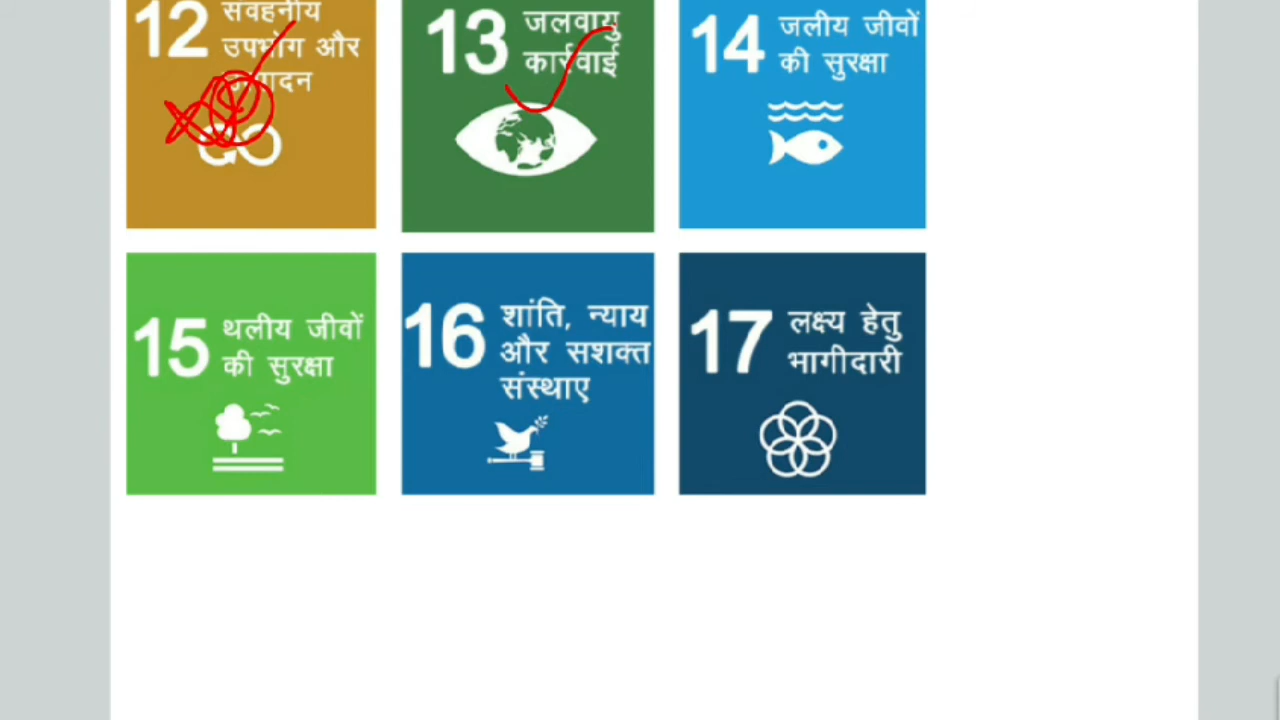 12 संवहनीय
उपभोग और
13 जलवायु
कार्रवाई
14 जलीय जीवों
की सुरक्षा
15 थलीय जीवों
की सुरक्षा
16 शांति, न्याय
और सशक्त
संस्थाए
17 लक्ष्य हेतु
भागीदारी